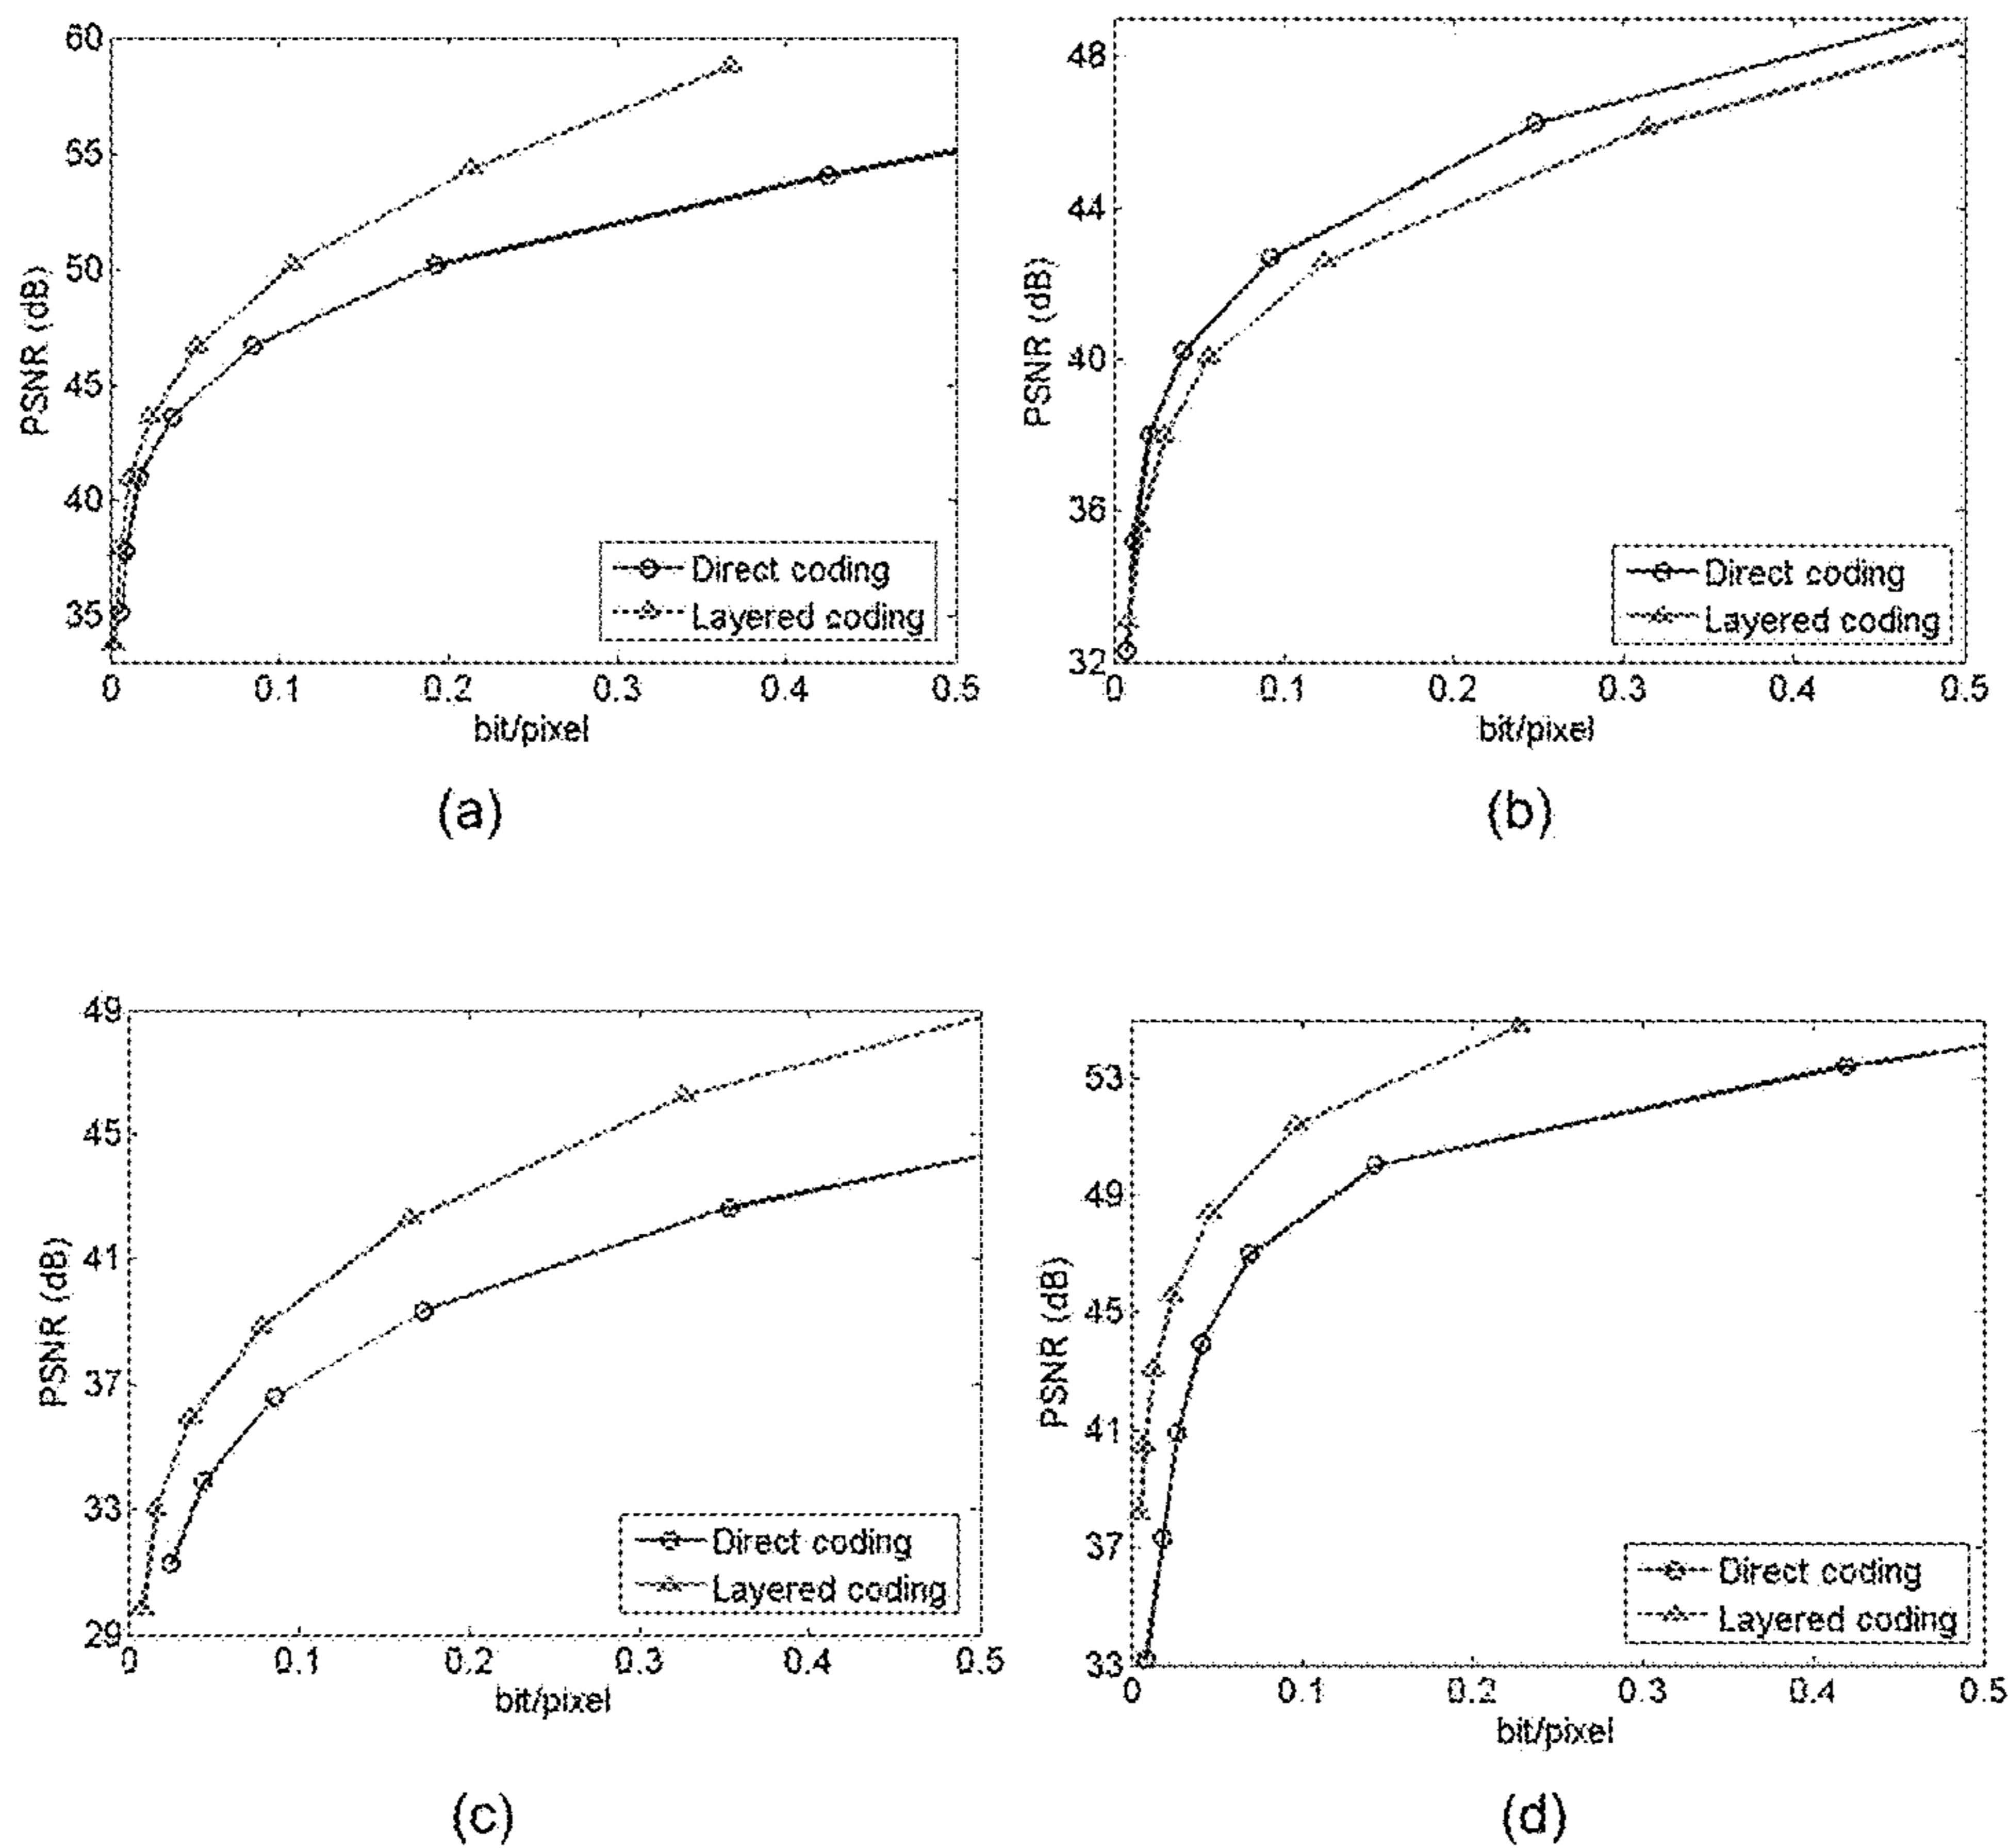 60
55
50
45
40
35
PSNR (dB)
0 0.1 0.2 0.3 0.4 0.5
bit/pixel
Direct coding
Layered coding
(a)
48
44
40
36
32
PSNR (dB)
0 0.1 0.2 0.3 0.4 0.5
bit/pixel
Direct coding
Layered coding
(b)
49
45
41
37
33
29
PSNR (dB)
0 0.1 0.2 0.3 0.4 0.5
bit/pixel
Direct coding
Layered coding
(c)
53
49
45
41
37
33
PSNR (dB)
0 0.1 0.2 0.3 0.4 0.5
bit/pixel
Direct coding
Layered coding
(d)